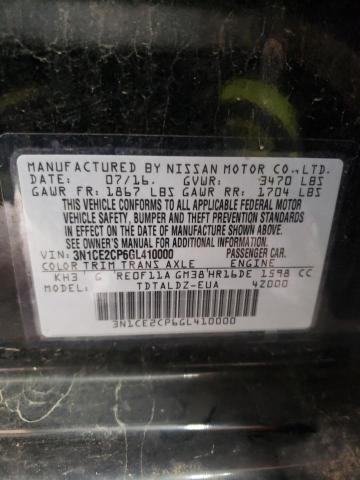 MANUFACTURED BY NISSAN MOTOR CO., LTD.
DATE: 07/16. GVWR: 3470 LBS
GAWR FR: 1867 LBS GAWR RR: 1704 LBS
THIS VEHICLE CONFORMS TO ALL APPLICABLE FEDERAL MOTOR
VEHICLE SAFETY, BUMPER AND THEFT PREVENTION STANDARDS
IN EFFECT ON THE DATE OF MANUFACTURE SHOWN ABOVE.
SEE OWNER'S MANUAL FOR ADDITIONAL INFORMATION
VIN: 3N1CE2CP6GL410000 PASSENGER CAR.
COLOR TRIM TRANS AXLE ENGINE
KH3 G RE0F11A GM38 HR16DE 1598 CC
MODEL: TDTALDZ-EUA 4Z000
3N1CE2CP6GL410000